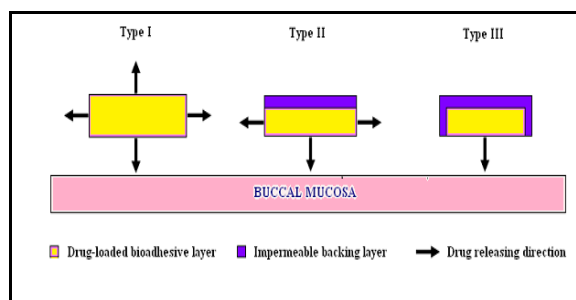 Type I Type II Type III
BUCCAL MUCOSA
Drug-loaded bioadhesive layer Impermeable backing layer Drug releasing direction